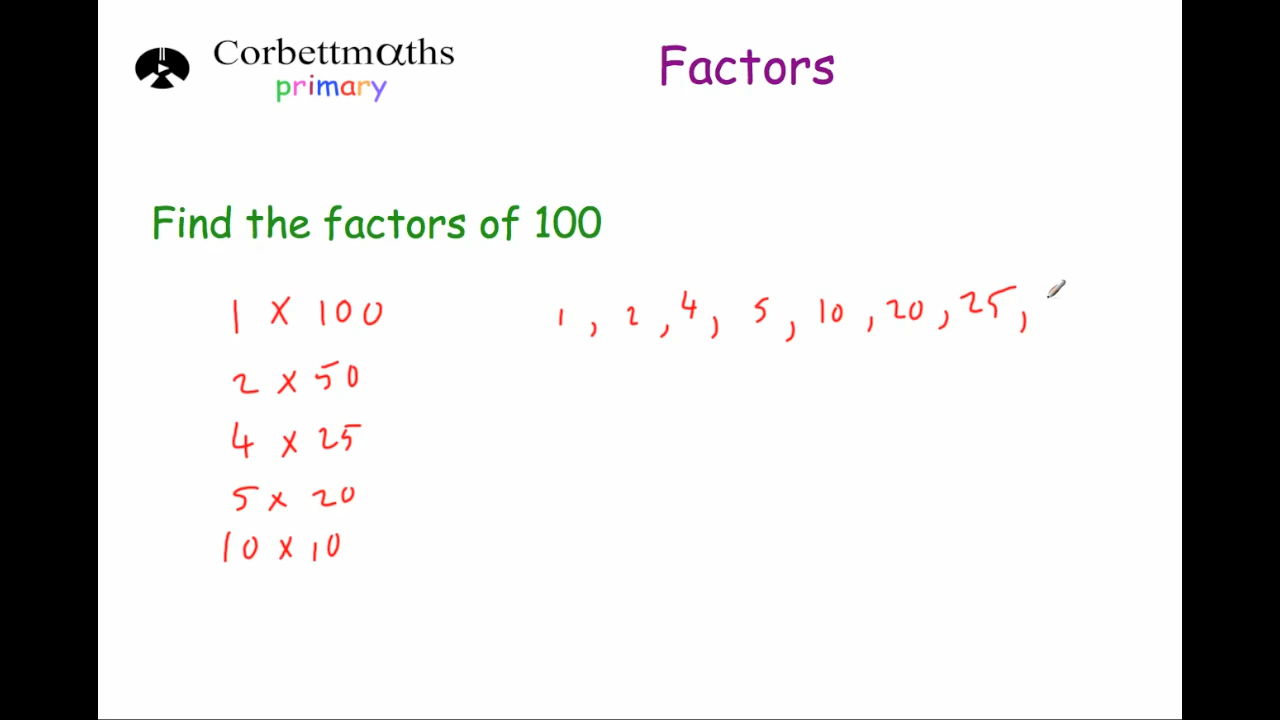 Corbettmαths
primary
Factors
Find the factors of 100
1 x 100
2 x 50
4 x 25
5 x 20
10 x 10
1, 2, 4, 5, 10, 20, 25,